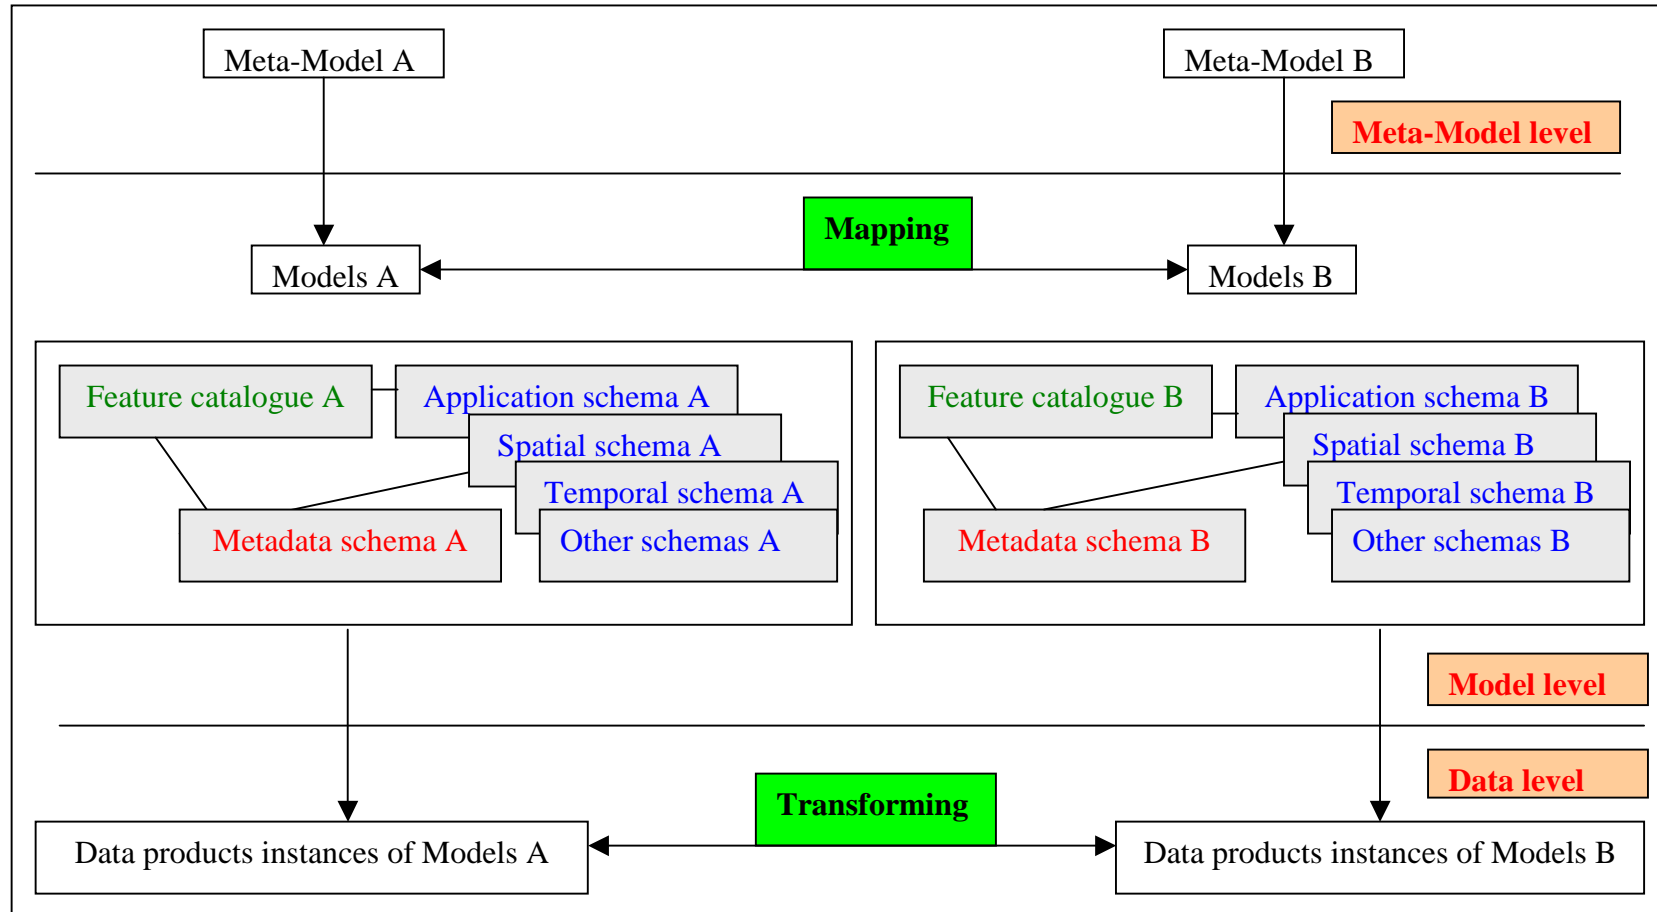 Meta-Model A
Meta-Model B
Meta-Model level
Mapping
Models A
Models B
Feature catalogue A
Application schema A
Spatial schema A
Temporal schema A
Metadata schema A
Other schemas A
Feature catalogue B
Application schema B
Spatial schema B
Temporal schema B
Metadata schema B
Other schemas B
Model level
Data level
Transforming
Data products instances of Models A
Data products instances of Models B